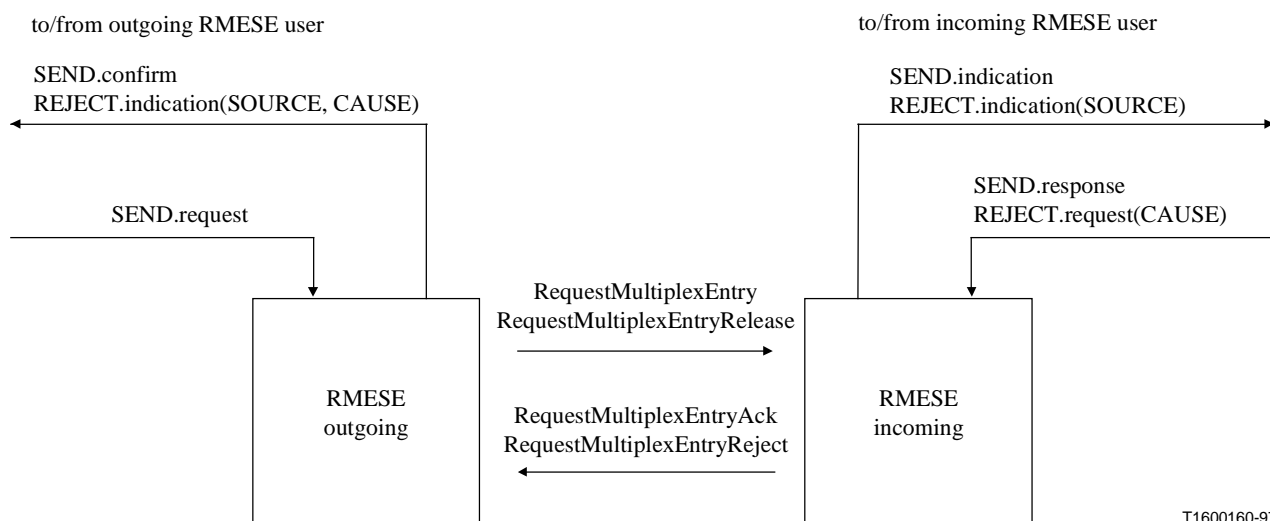 to/from outgoing RMESE user
to/from incoming RMESE user
SEND.confirm
REJECT.indication(SOURCE, CAUSE)
SEND.indication
REJECT.indication(SOURCE)
SEND.request
SEND.response
REJECT.request(CAUSE)
RequestMultiplexEntry
RequestMultiplexEntryRelease
RMESE
outgoing
RequestMultiplexEntryAck
RequestMultiplexEntryReject
RMESE
incoming